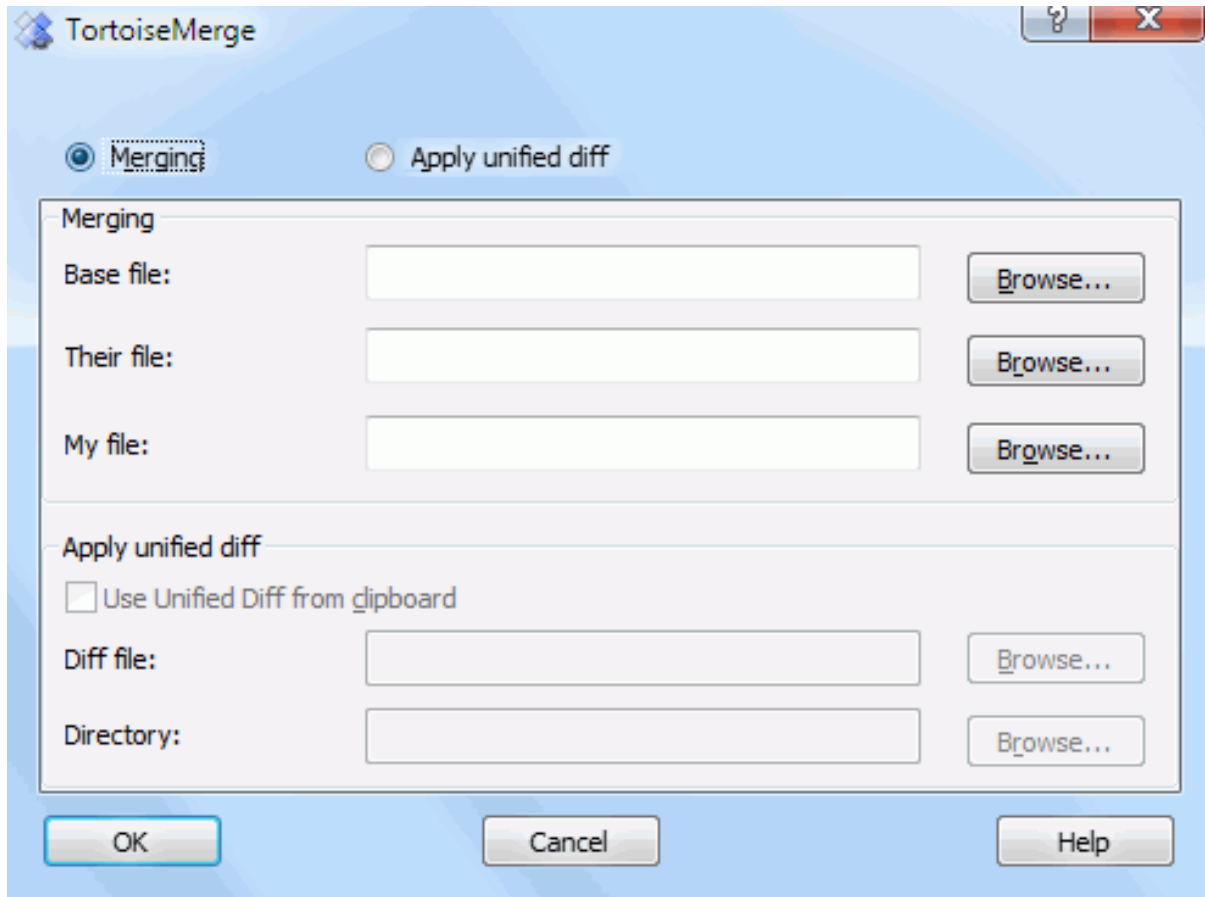 TortoiseMerge
?
X
Merging
Apply unified diff
Merging
Base file:
Browse...
Their file:
Browse...
My file:
Browse...
Apply unified diff
Use Unified Diff from clipboard
Diff file:
Browse...
Directory:
Browse...
OK
Cancel
Help